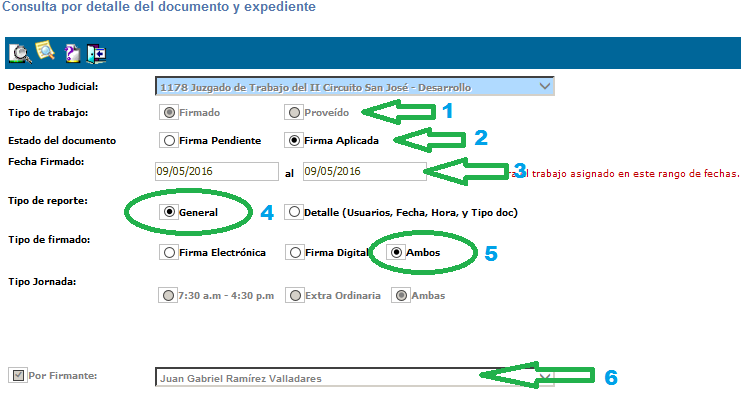 Consulta por detalle del documento y expediente
Despacho Judicial: 1178 Juzgado de Trabajo del II Circuito San José - Desarrollo
Tipo de trabajo: Firmado Proveído 1
Estado del documento Firma Pendiente Firma Aplicada 2
Fecha Firmado: 09/05/2016 al 09/05/2016 3 el trabajo asignado en este rango de fechas.
Tipo de reporte: General 4 Detalle (Usuarios, Fecha, Hora, y Tipo doc)
Tipo de firmado: Firma Electrónica Firma Digital Ambos 5
Tipo Jornada: 7:30 a.m - 4:30 p.m Extra Ordinaria Ambas
Por Firmante: Juan Gabriel Ramírez Valladares 6